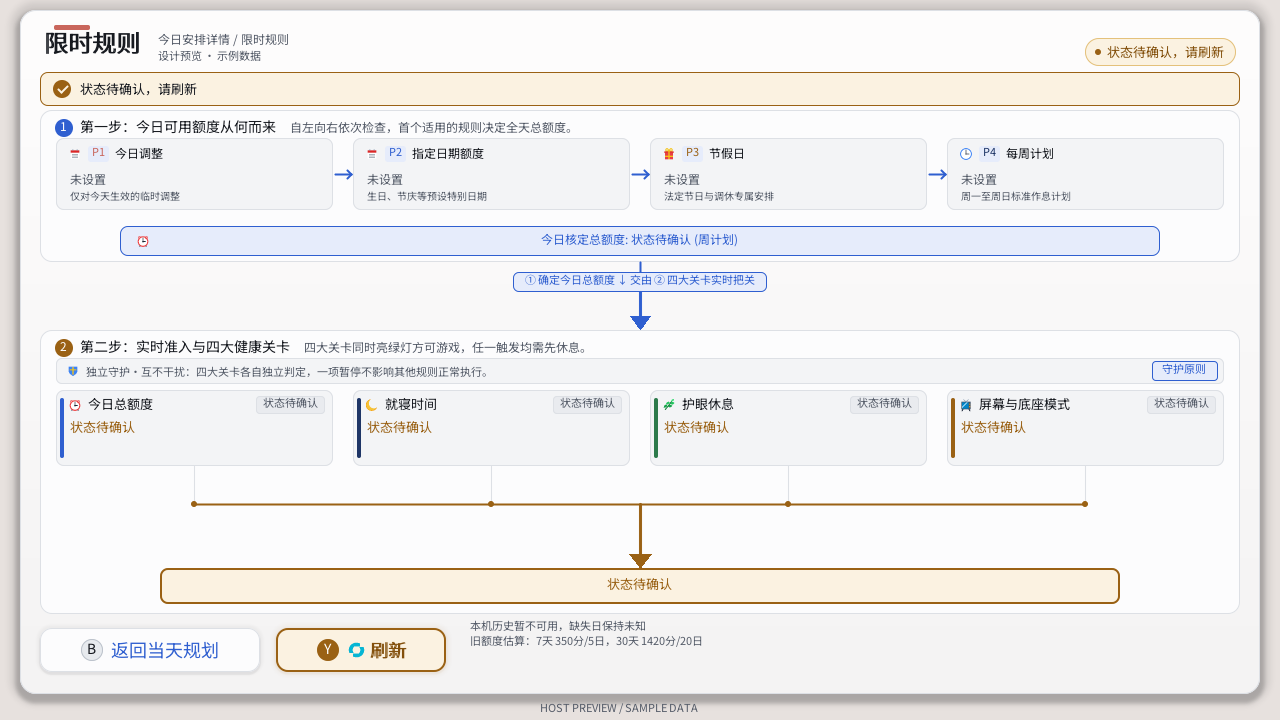 限时规则
今日安排详情 / 限时规则
设计预览 · 示例数据
状态待确认，请刷新
状态待确认，请刷新
1 第一步：今日可用额度从何而来 自左向右依次检查，首个适用的规则决定全天总额度。
P1 今日调整
未设置
仅对今天生效的临时调整
P2 指定日期额度
未设置
生日、节庆等预设特别日期
P3 节假日
未设置
法定节日与调休专属安排
P4 每周计划
未设置
周一至周日标准作息计划
今日核定总额度: 状态待确认 (周计划)
① 确定今日总额度 ↓ 交由 ② 四大关卡实时把关
2 第二步：实时准入与四大健康关卡 四大关卡同时亮绿灯方可游戏，任一触发均需先休息。
独立守护·互不干扰：四大关卡各自独立判定，一项暂停不影响其他规则正常执行。 守护原则
今日总额度 状态待确认
状态待确认
就寝时间 状态待确认
状态待确认
护眼休息 状态待确认
状态待确认
屏幕与底座模式 状态待确认
状态待确认
状态待确认
B 返回当天规划
Y 刷新
本机历史暂不可用，缺失日保持未知
旧额度估算：7天 350分/5日，30天 1420分/20日
HOST PREVIEW / SAMPLE DATA